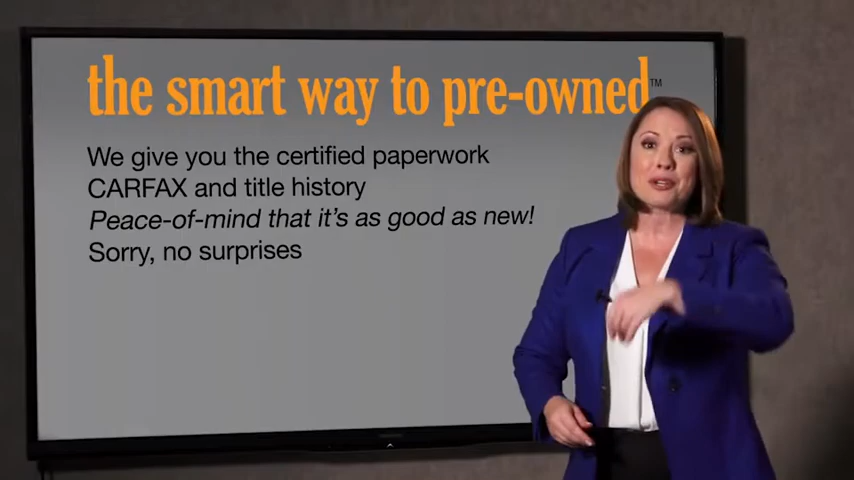 the smart way to pre-owned™
We give you the certified paperwork
CARFAX and title history
Peace-of-mind that it's as good as new!
Sorry, no surprises